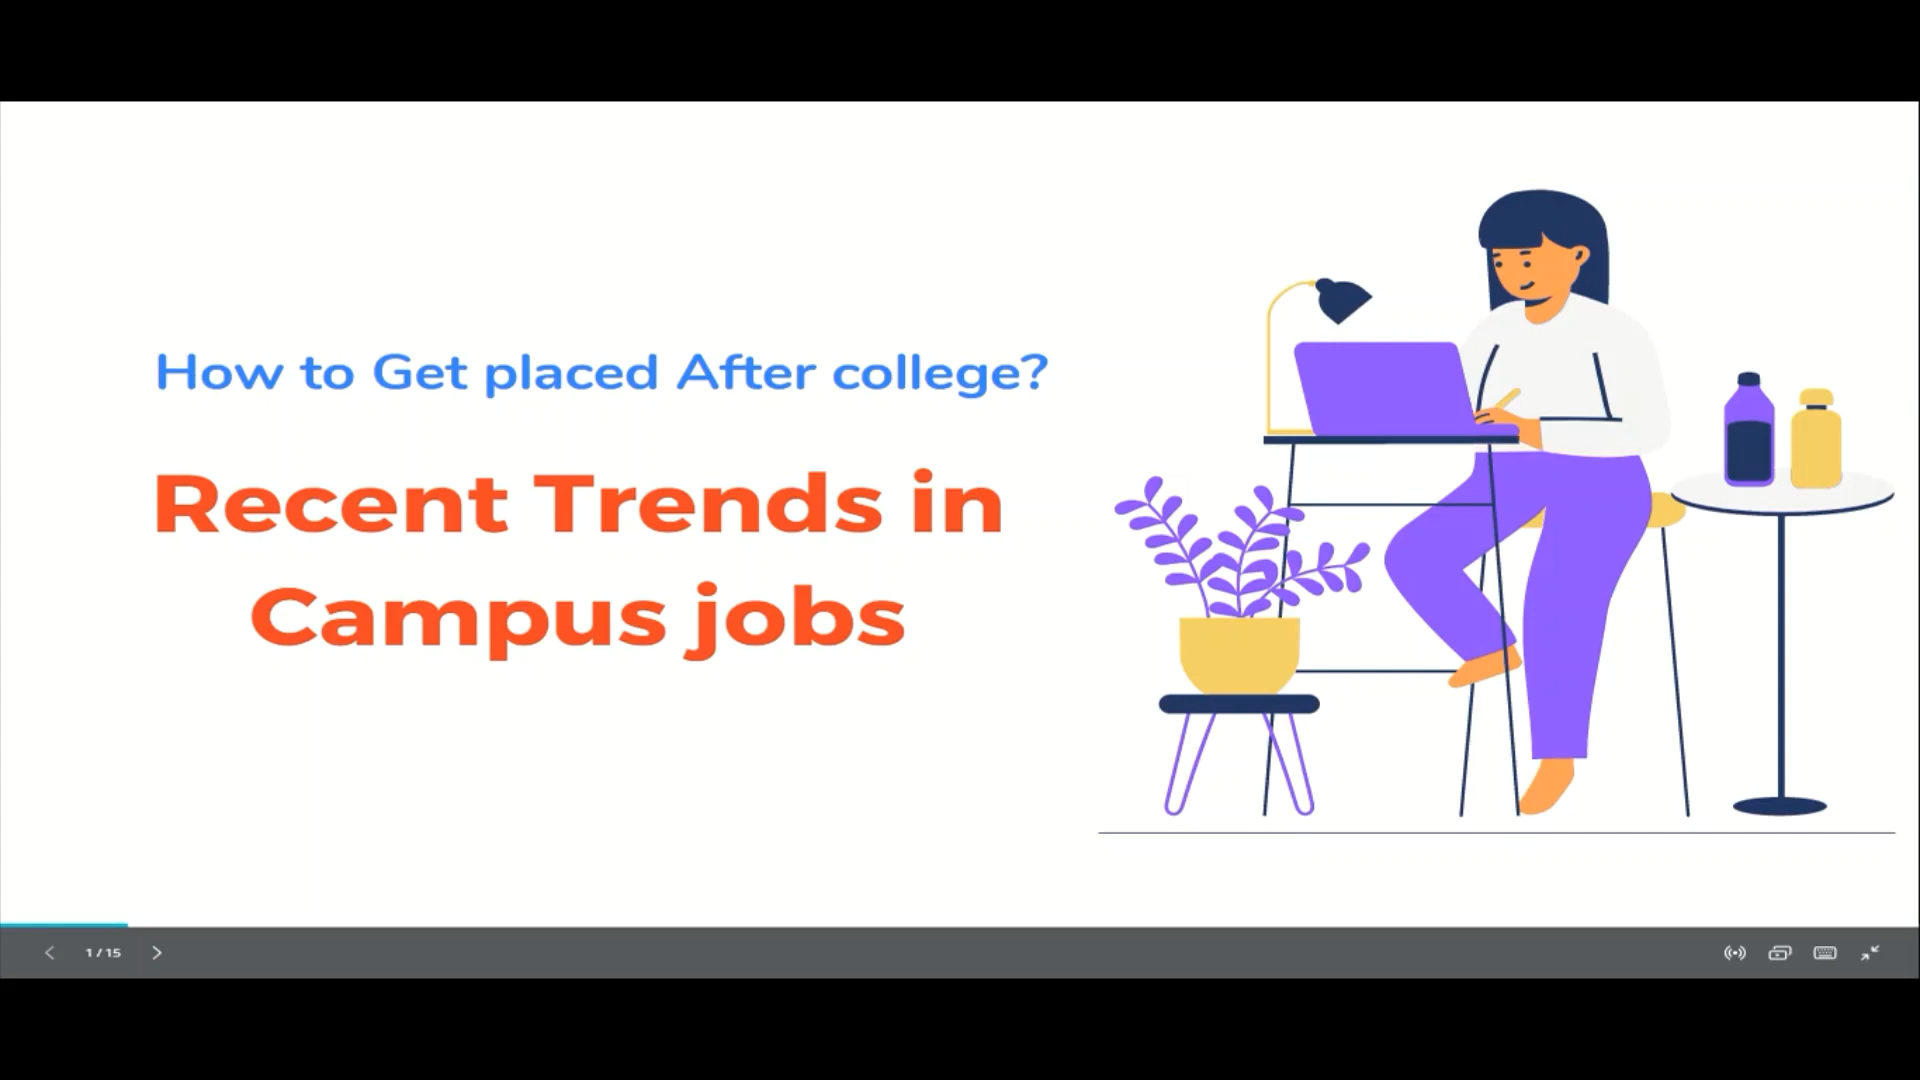 How to Get placed After college?
Recent Trends in
Campus jobs
1 / 15